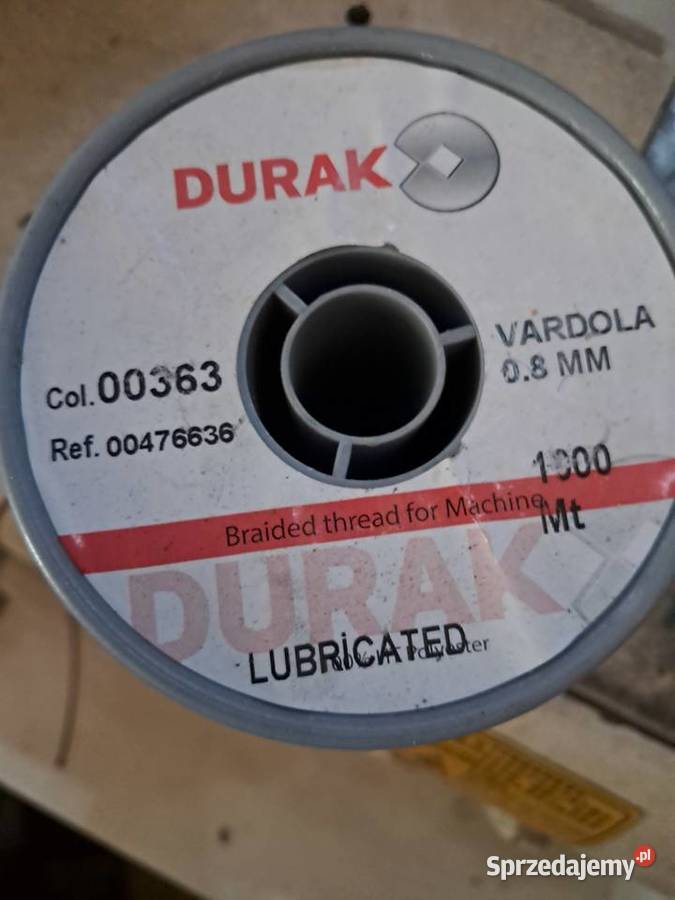 DURAK
VARDOLA
0.8 MM
Col.00363
Ref. 00476636
1000
Mt
Braided thread for Machine
DURAK
LUBRİCATED
Polyester
Sprzedajemy.pl